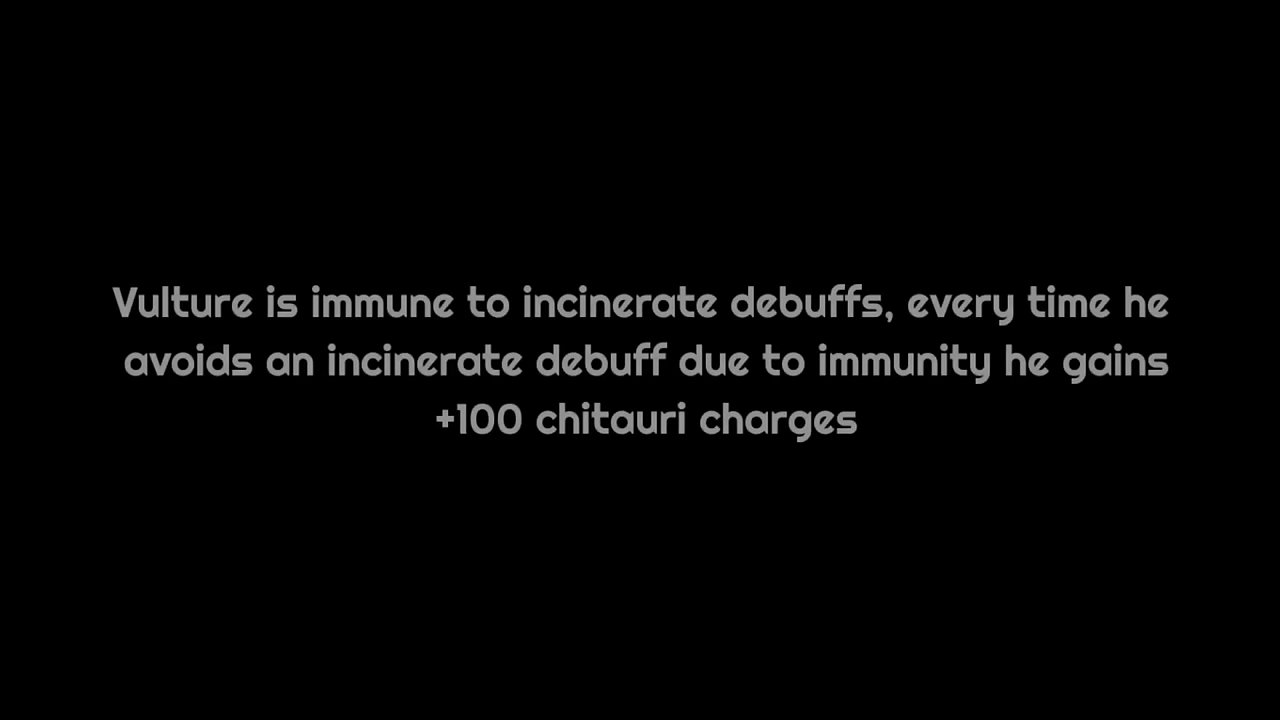 Vulture is immune to incinerate debuffs, every time he
avoids an incinerate debuff due to immunity he gains
+100 chitauri charges